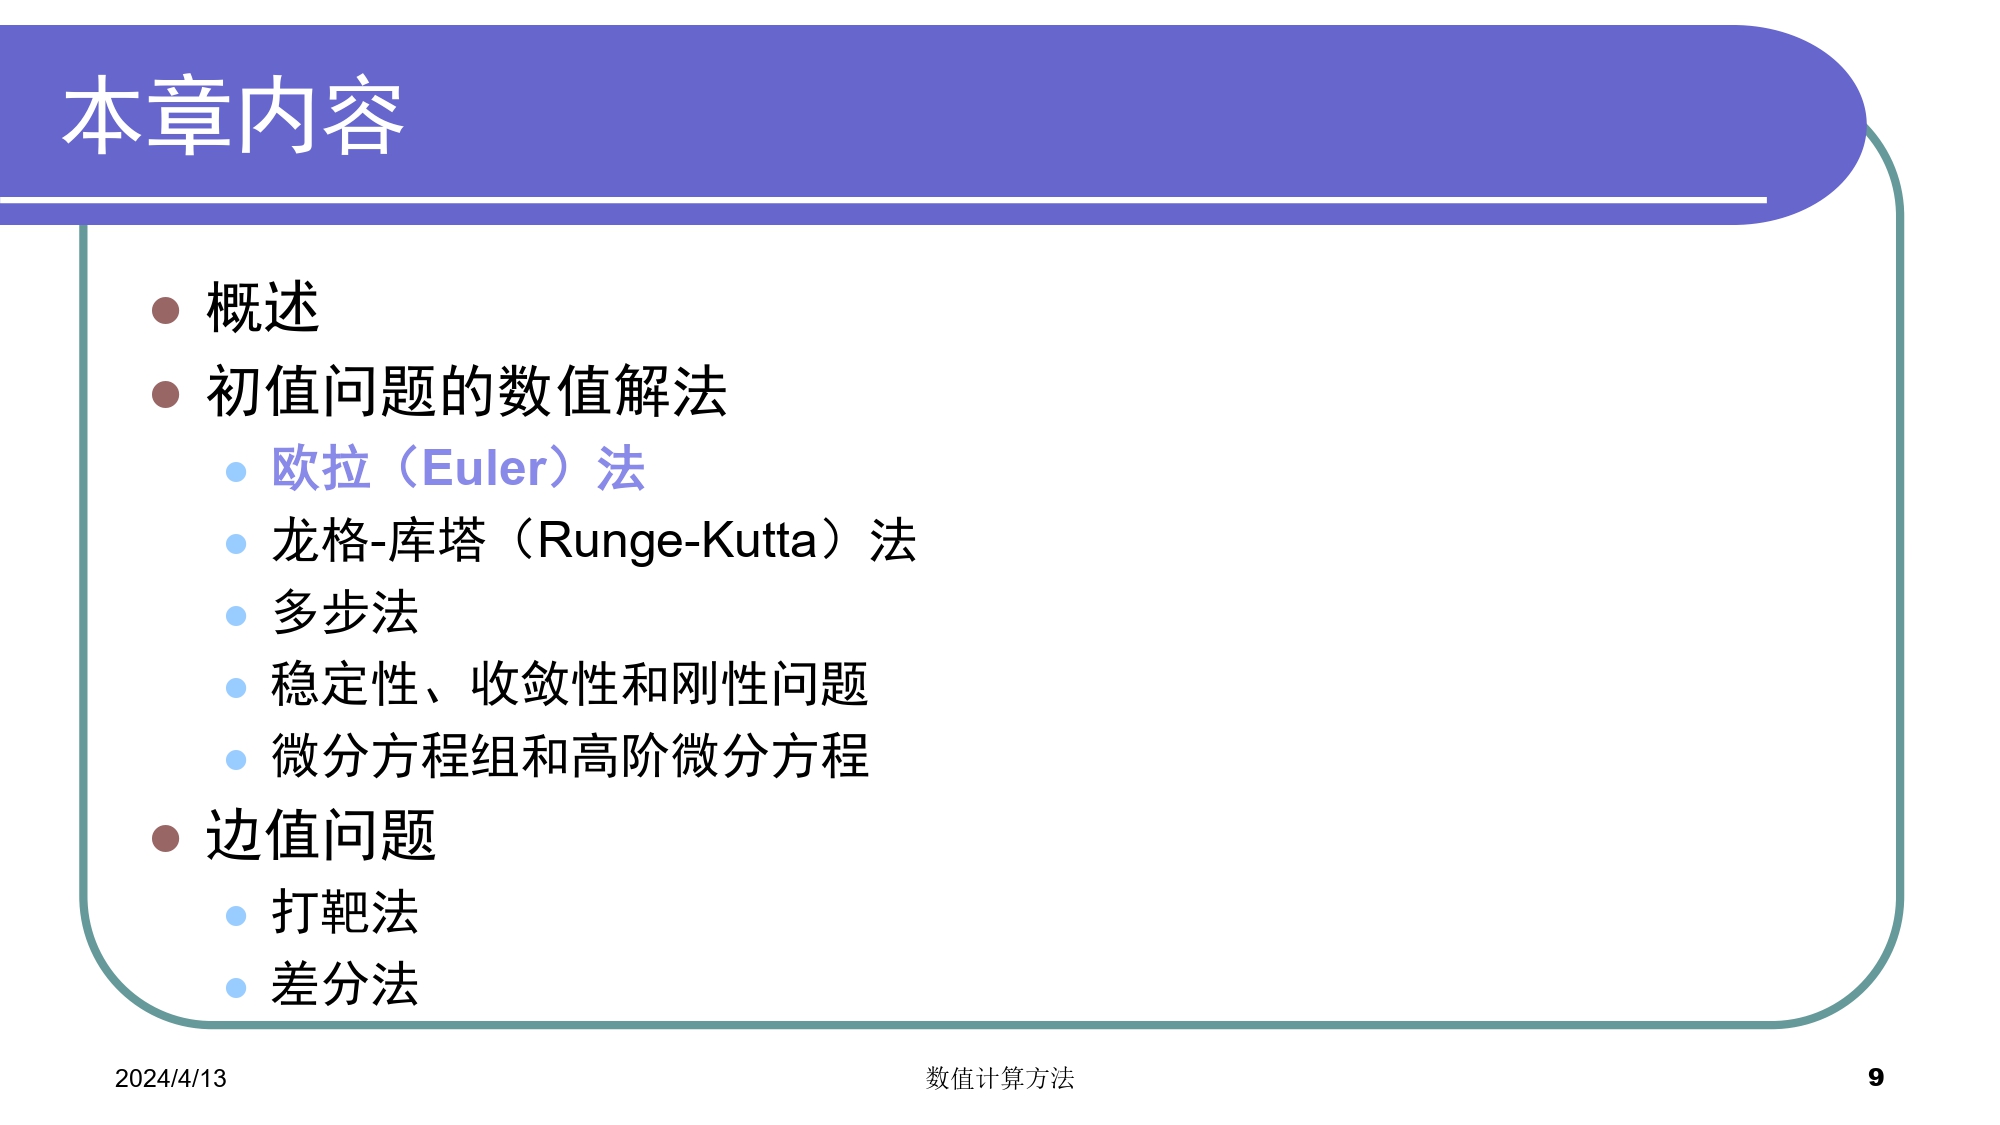 本章内容
概述
初值问题的数值解法
欧拉（Euler）法
龙格-库塔（Runge-Kutta）法
多步法
稳定性、收敛性和刚性问题
微分方程组和高阶微分方程
边值问题
打靶法
差分法
2024/4/13
数值计算方法
9